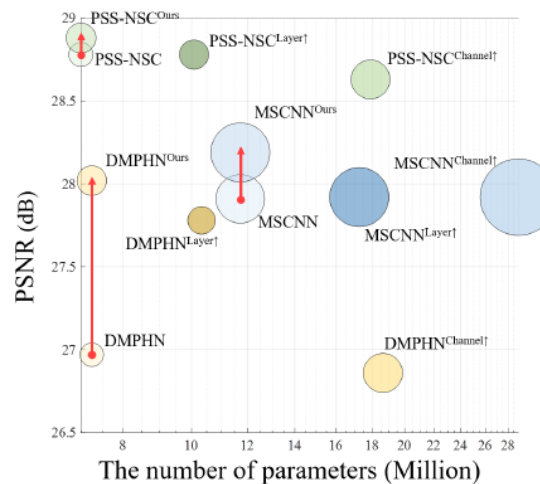 29
PSS-NSC^Ours
PSS-NSC
PSS-NSC^Layer↑
PSS-NSC^Channel↑
28.5
MSCNN^Ours
DMPHN^Ours
MSCNN^Channel↑
28
MSCNN
DMPHN^Layer↑
MSCNN^Layer↑
27.5
PSNR (dB)
DMPHN
DMPHN^Channel↑
27
26.5
8 10 12 14 16 18 20 22 24 26 28
The number of parameters (Million)